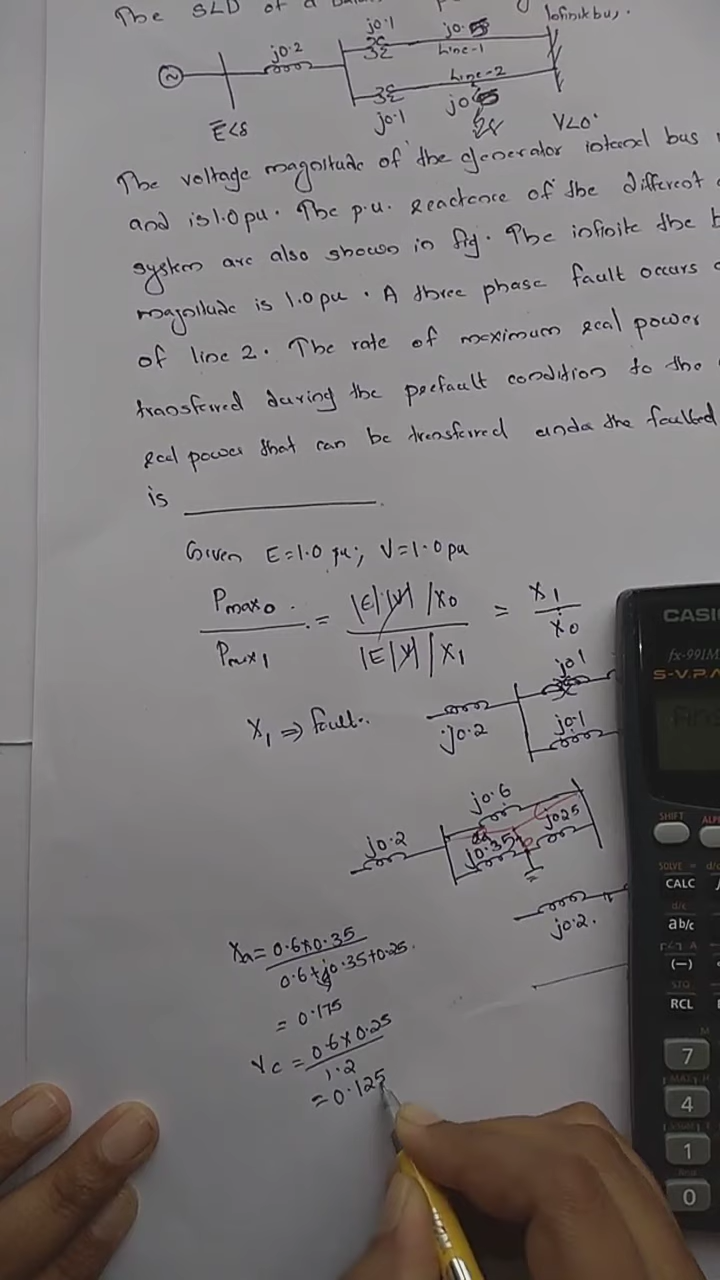 The SLD of a
Infinite bus.
j0.2
j0.1
j0.5
Line-1
Line-2
j0.1
E<δ
V<0°
The voltage magnitude of the generator internal bus
and is 1.0 pu. The p.u. Reactence of the different
system are also shown in fig. The infinite the b
magnitude is 1.0 pu. A three phase fault occurs
of line 2. The rate of maximum real power
transferred during the prefault condition to the
real power that can be transferred under the faulted
is
Given E=1.0 pu; V=1.0 pu
Pmax0 / Pmax1 = |E|·|V| / X0 / |E|V| / X1 = X1 / X0
X1 ⇒ fault.
j0.2
j0.1
j0.1
j0.2
j0.6
j0.35
j0.25
j0.2.
Xa = 0.6×0.35 / 0.6+j0.35+0.25
= 0.175
Xc = 0.6×0.25 / 1.2
= 0.125
CASI
fx-991M
S-V.P.A
SHIFT
ALP
SOLVE =
d/c
CALC
ab/c
(−)
STO
RCL
7
4
1
0